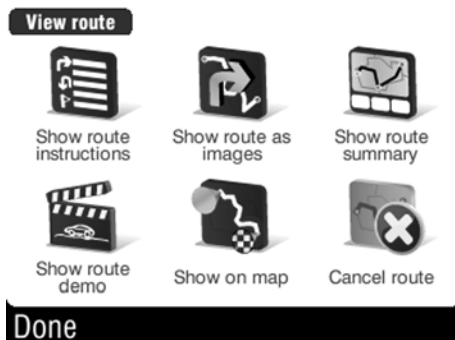 View route
Show route
instructions
Show route as
images
Show route
summary
Show route
demo
Show on map
Cancel route
Done